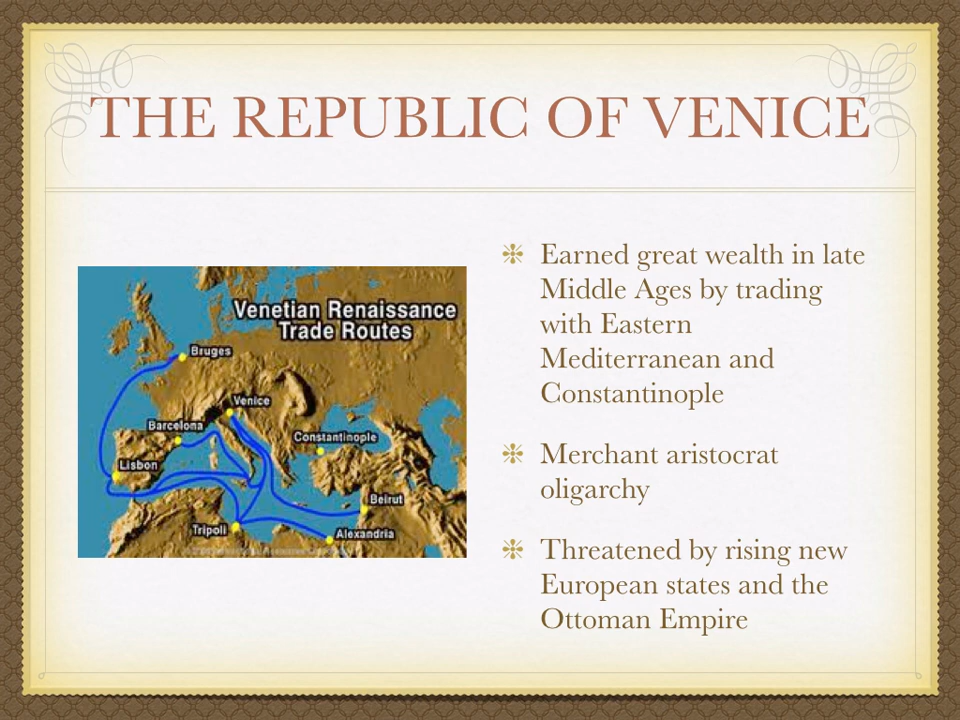 THE REPUBLIC OF VENICE
Venetian Renaissance
Trade Routes
Bruges
Venice
Barcelona
Constantinople
Lisbon
Beirut
Tripoli
Alexandria
Earned great wealth in late
Middle Ages by trading
with Eastern
Mediterranean and
Constantinople
Merchant aristocrat
oligarchy
Threatened by rising new
European states and the
Ottoman Empire